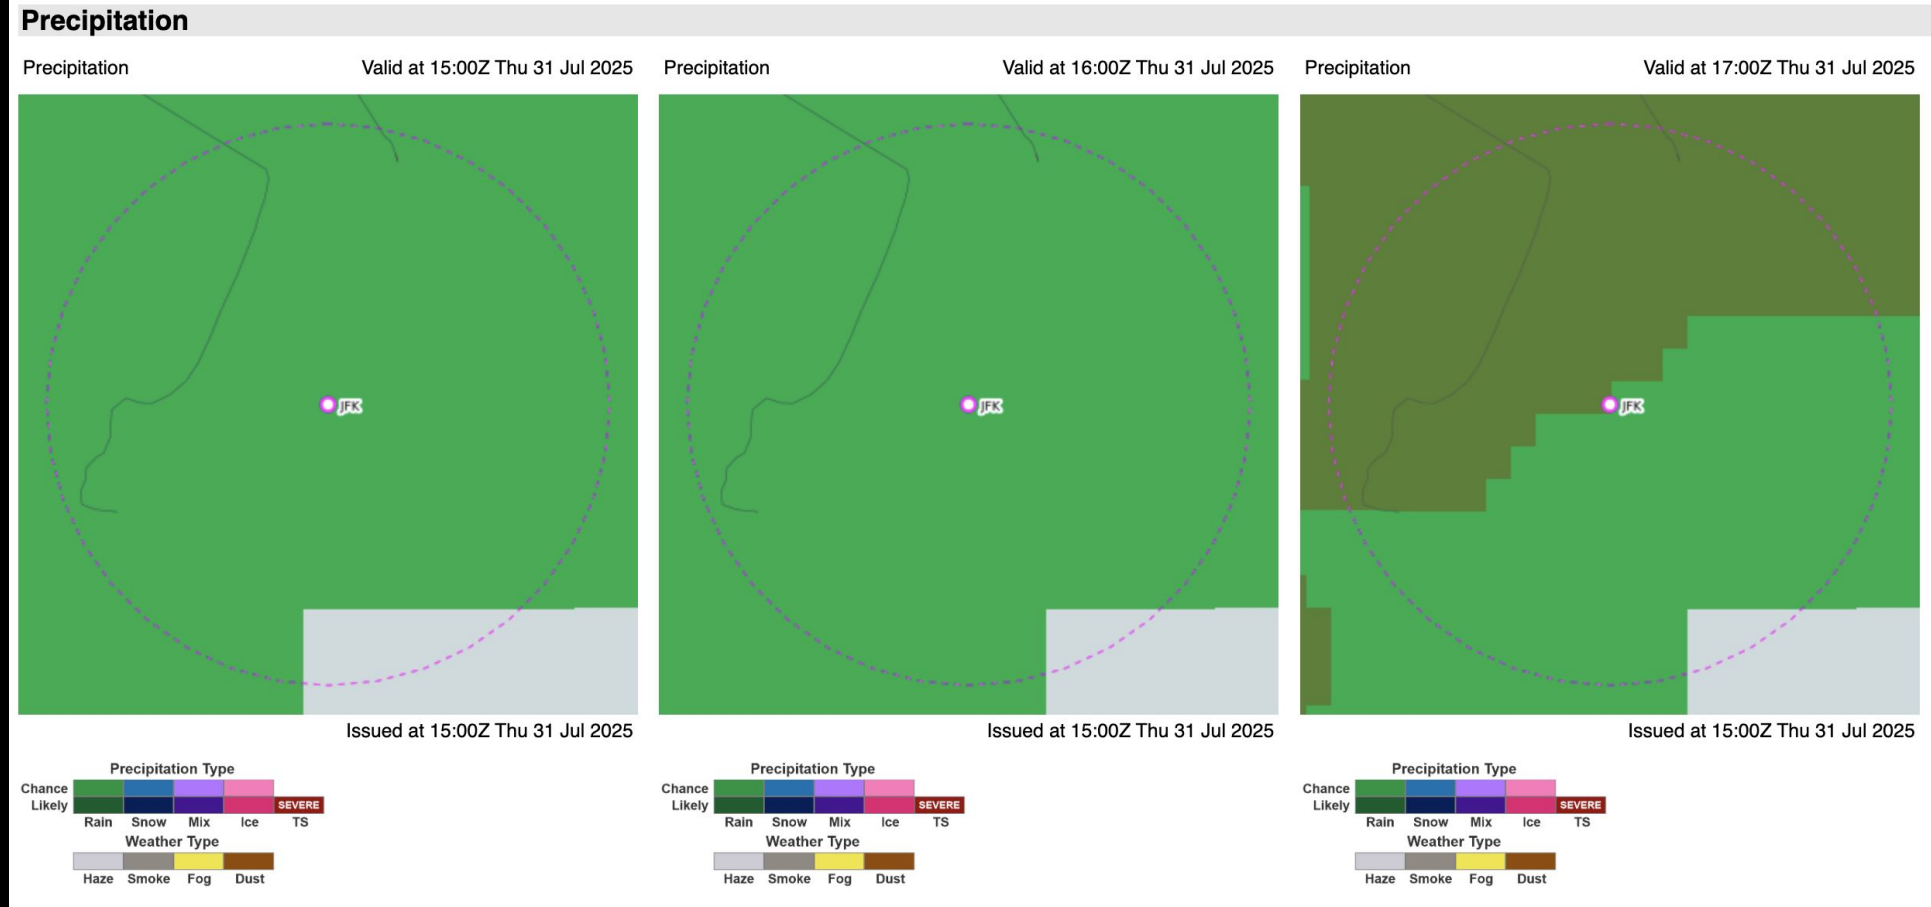 Precipitation
Precipitation Valid at 15:00Z Thu 31 Jul 2025
JFK
Issued at 15:00Z Thu 31 Jul 2025
Precipitation Type
Chance
Likely SEVERE
Rain Snow Mix Ice TS
Weather Type
Haze Smoke Fog Dust
Precipitation Valid at 16:00Z Thu 31 Jul 2025
JFK
Issued at 15:00Z Thu 31 Jul 2025
Precipitation Type
Chance
Likely SEVERE
Rain Snow Mix Ice TS
Weather Type
Haze Smoke Fog Dust
Precipitation Valid at 17:00Z Thu 31 Jul 2025
JFK
Issued at 15:00Z Thu 31 Jul 2025
Precipitation Type
Chance
Likely SEVERE
Rain Snow Mix Ice TS
Weather Type
Haze Smoke Fog Dust